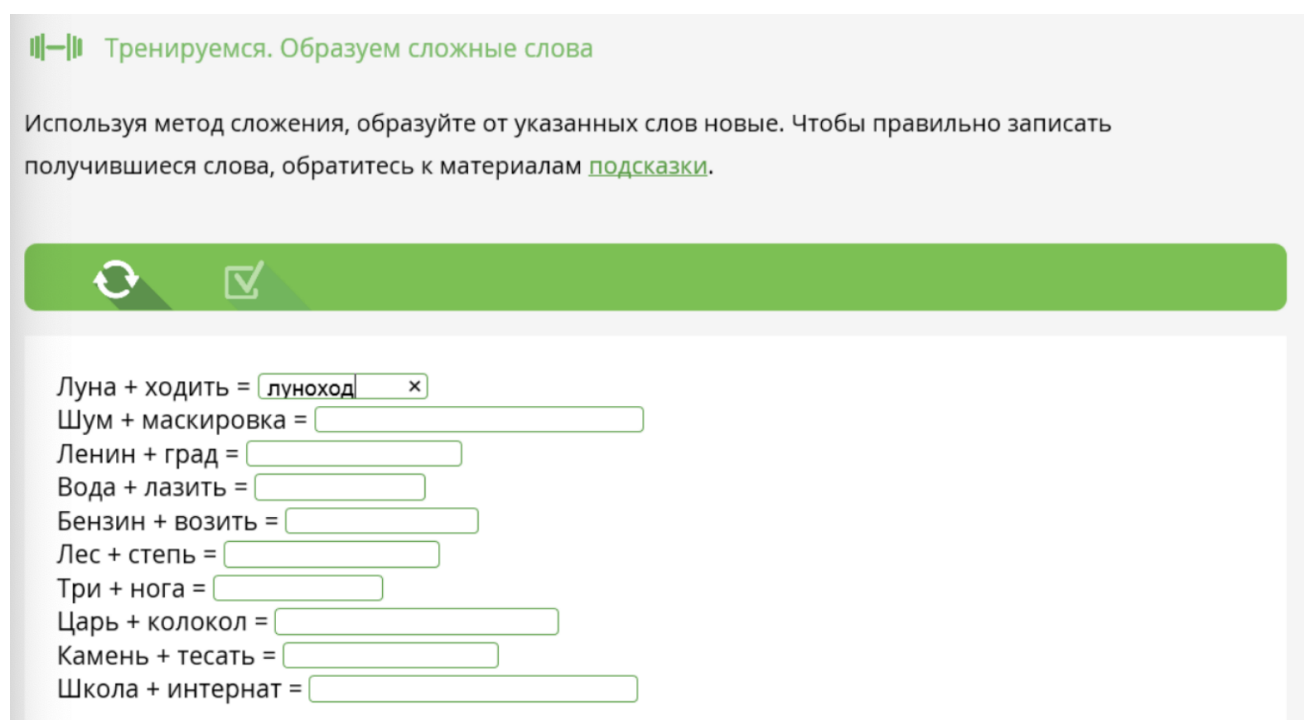 Тренируемся. Образуем сложные слова
Используя метод сложения, образуйте от указанных слов новые. Чтобы правильно записать
получившиеся слова, обратитесь к материалам подсказки.
Луна + ходить = луноход ×
Шум + маскировка =
Ленин + град =
Вода + лазить =
Бензин + возить =
Лес + степь =
Три + нога =
Царь + колокол =
Камень + тесать =
Школа + интернат =